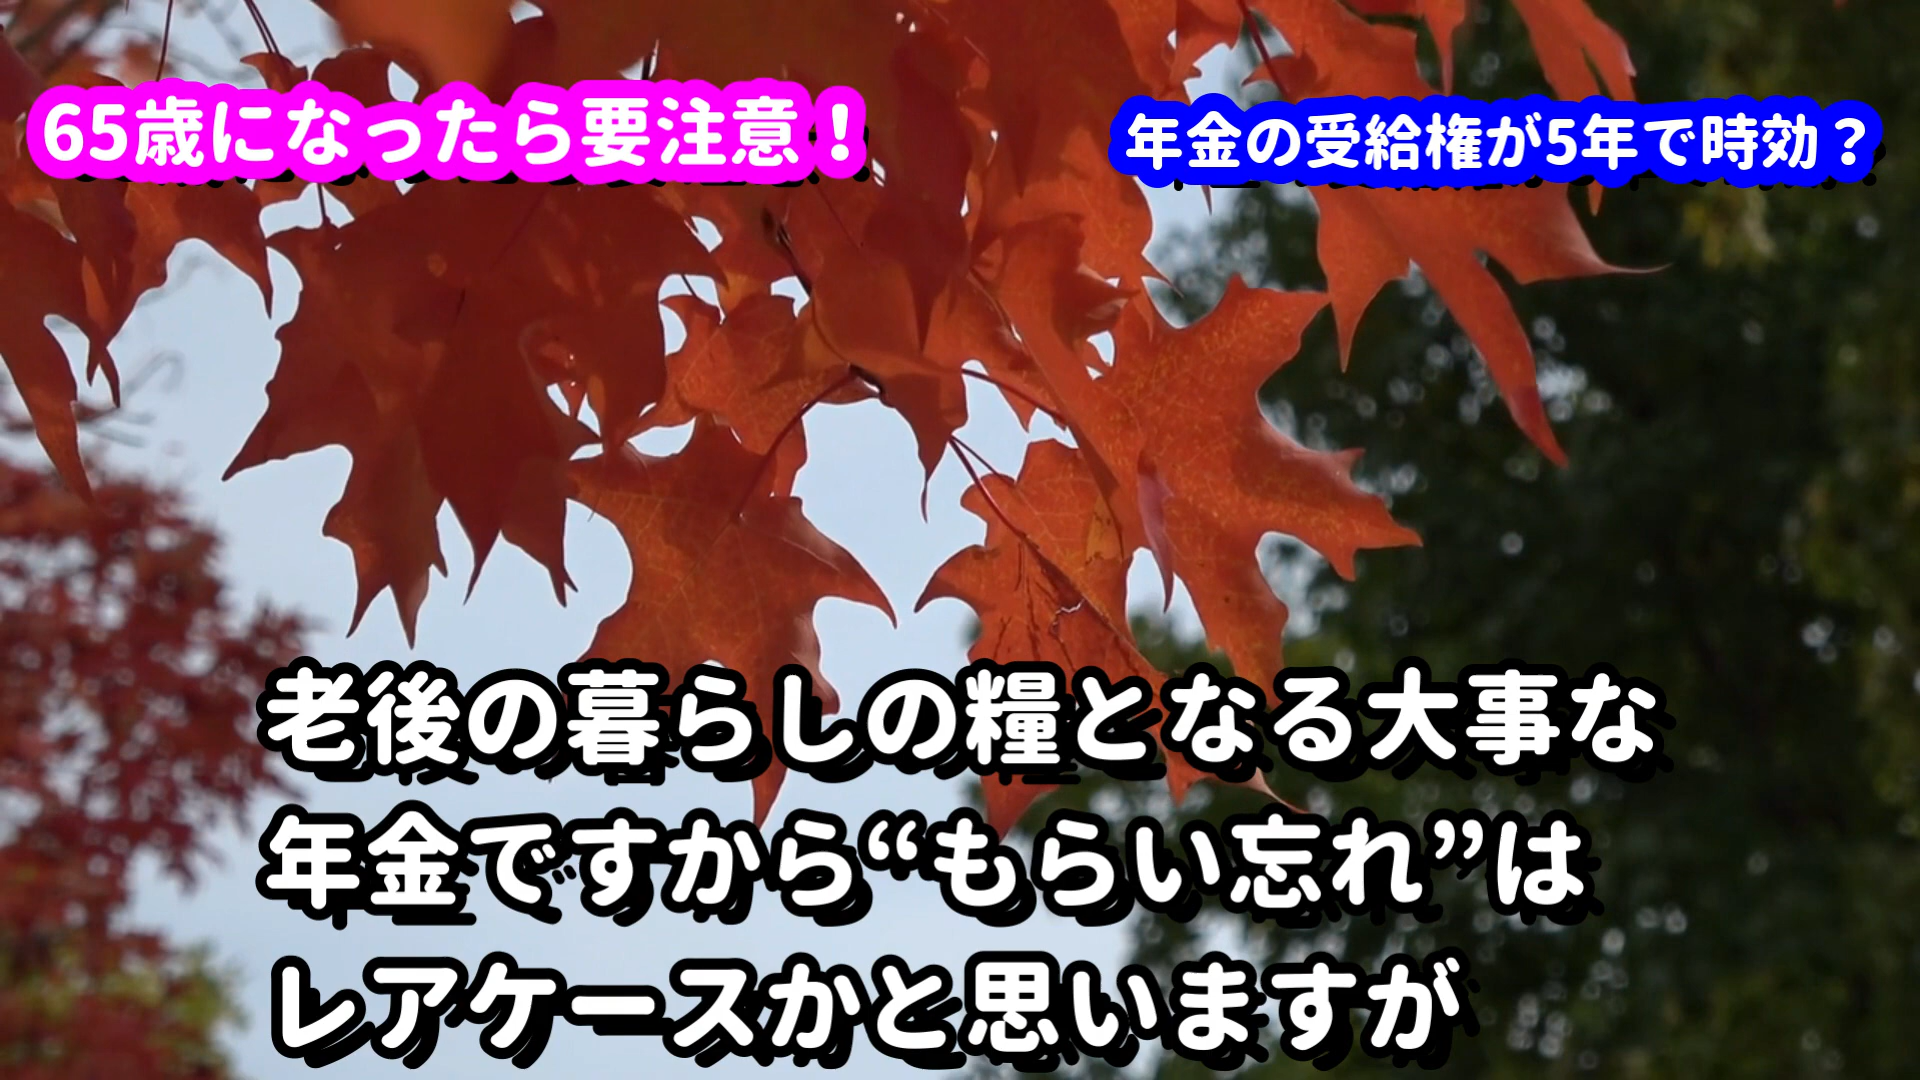 65歳になったら要注意！
年金の受給権が5年で時効？
老後の暮らしの糧となる大事な
年金ですから“もらい忘れ”は
レアケースかと思いますが